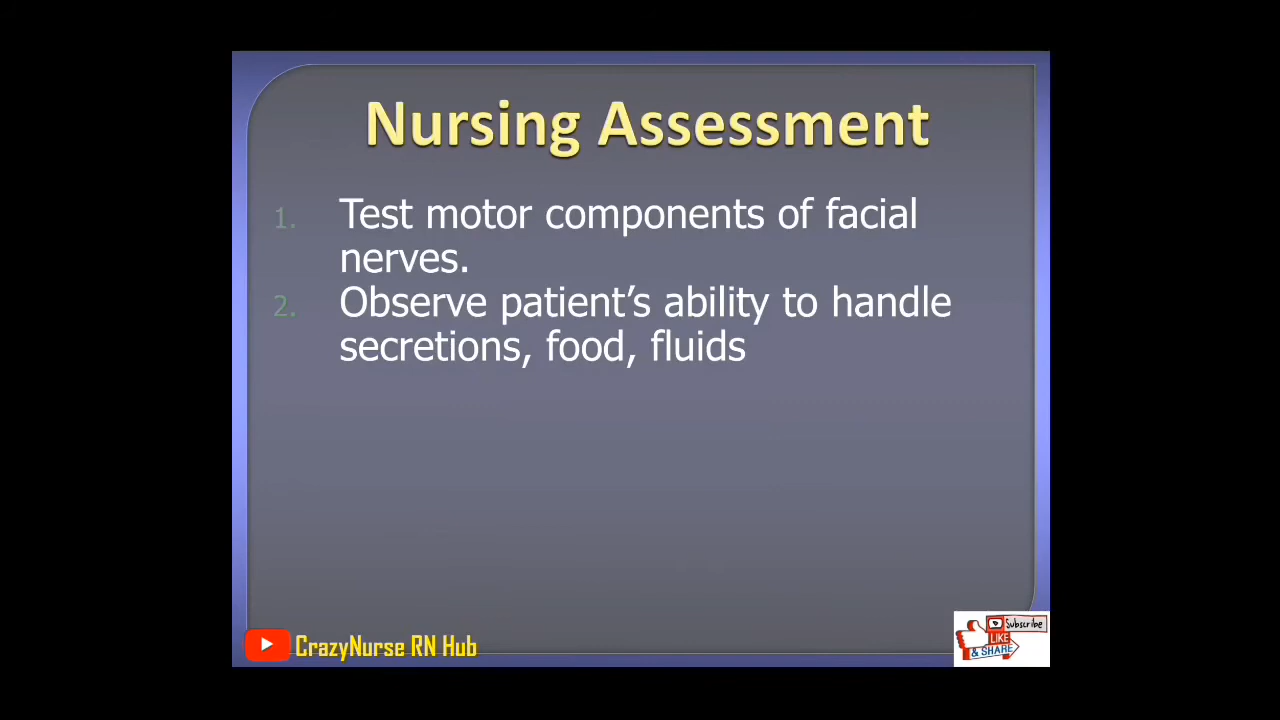 Nursing Assessment
1. Test motor components of facial
nerves.
2. Observe patient’s ability to handle
secretions, food, fluids
CrazyNurse RN Hub
Subscribe
LIKE
& SHARE